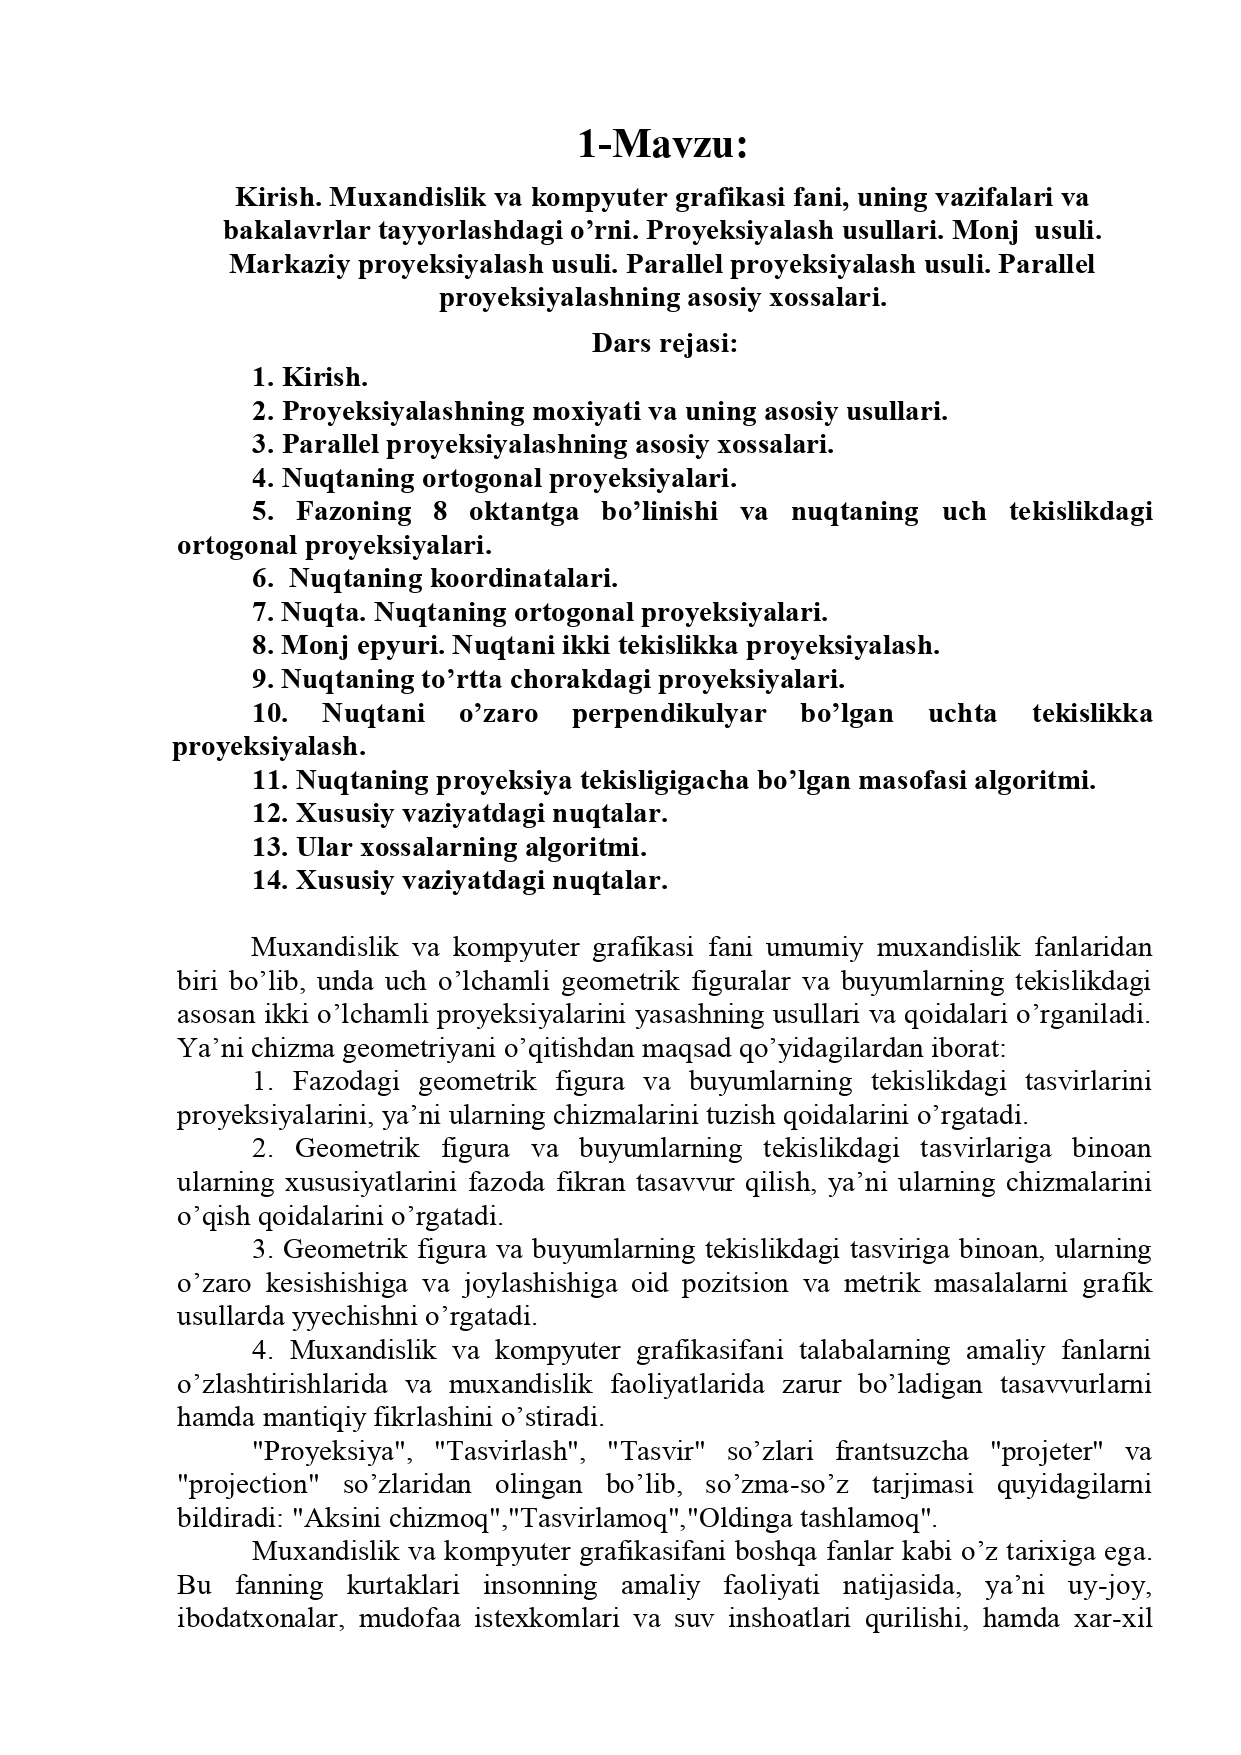 1-Mavzu:
Kirish. Muxandislik va kompyuter grafikasi fani, uning vazifalari va
bakalavrlar tayyorlashdagi o’rni. Proyeksiyalash usullari. Monj  usuli.
Markaziy proyeksiyalash usuli. Parallel proyeksiyalash usuli. Parallel
proyeksiyalashning asosiy xossalari.
Dars rejasi:
1. Kirish.
2. Proyeksiyalashning moxiyati va uning asosiy usullari.
3. Parallel proyeksiyalashning asosiy xossalari.
4. Nuqtaning ortogonal proyeksiyalari.
5. Fazoning 8 oktantga bo’linishi va nuqtaning uch tekislikdagi
ortogonal proyeksiyalari.
6.  Nuqtaning koordinatalari.
7. Nuqta. Nuqtaning ortogonal proyeksiyalari.
8. Monj epyuri. Nuqtani ikki tekislikka proyeksiyalash.
9. Nuqtaning to’rtta chorakdagi proyeksiyalari.
10. Nuqtani o’zaro perpendikulyar bo’lgan uchta tekislikka
proyeksiyalash.
11. Nuqtaning proyeksiya tekisligigacha bo’lgan masofasi algoritmi.
12. Xususiy vaziyatdagi nuqtalar.
13. Ular xossalarning algoritmi.
14. Xususiy vaziyatdagi nuqtalar.
Muxandislik va kompyuter grafikasi fani umumiy muxandislik fanlaridan
biri bo’lib, unda uch o’lchamli geometrik figuralar va buyumlarning tekislikdagi
asosan ikki o’lchamli proyeksiyalarini yasashning usullari va qoidalari o’rganiladi.
Ya’ni chizma geometriyani o’qitishdan maqsad qo’yidagilardan iborat:
1. Fazodagi geometrik figura va buyumlarning tekislikdagi tasvirlarini
proyeksiyalarini, ya’ni ularning chizmalarini tuzish qoidalarini o’rgatadi.
2. Geometrik figura va buyumlarning tekislikdagi tasvirlariga binoan
ularning xususiyatlarini fazoda fikran tasavvur qilish, ya’ni ularning chizmalarini
o’qish qoidalarini o’rgatadi.
3. Geometrik figura va buyumlarning tekislikdagi tasviriga binoan, ularning
o’zaro kesishishiga va joylashishiga oid pozitsion va metrik masalalarni grafik
usullarda yyechishni o’rgatadi.
4. Muxandislik va kompyuter grafikasifani talabalarning amaliy fanlarni
o’zlashtirishlarida va muxandislik faoliyatlarida zarur bo’ladigan tasavvurlarni
hamda mantiqiy fikrlashini o’stiradi.
"Proyeksiya", "Tasvirlash", "Tasvir" so’zlari frantsuzcha "projeter" va
"projection" so’zlaridan olingan bo’lib, so’zma-so’z tarjimasi quyidagilarni
bildiradi: "Aksini chizmoq","Tasvirlamoq","Oldinga tashlamoq".
Muxandislik va kompyuter grafikasifani boshqa fanlar kabi o’z tarixiga ega.
Bu fanning kurtaklari insonning amaliy faoliyati natijasida, ya’ni uy-joy,
ibodatxonalar, mudofaa istexkomlari va suv inshoatlari qurilishi, hamda xar-xil